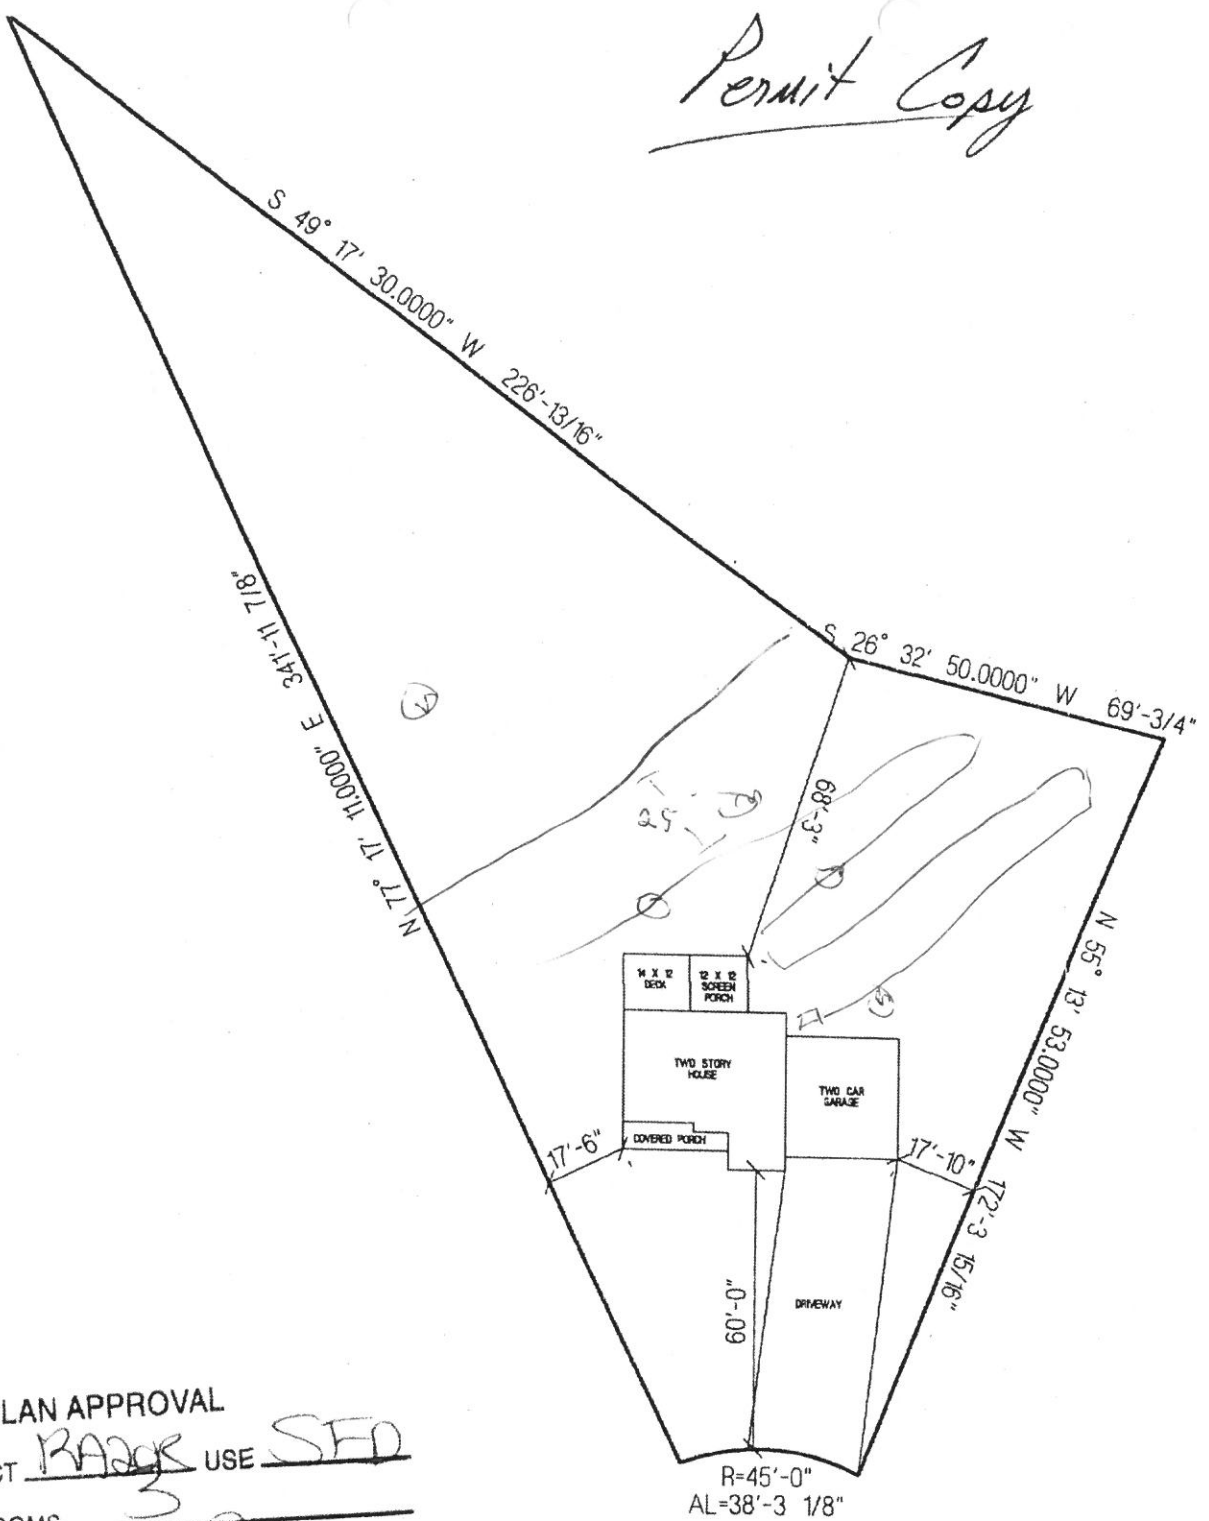 Permit Copy
S 49° 17' 30.0000" W 226'-13/16"
S 26° 32' 50.0000" W 69'-3/4"
N 77° 17' 11.0000" E 341'-11 7/8"
68'-3"
25'
N 55° 13' 53.0000" W 172'-3 15/16"
14 X 12
DECK
12 X 12
SCREEN
PORCH
TWO STORY
HOUSE
TWO CAR
GARAGE
COVERED PORCH
17'-6"
17'-10"
60'-0"
DRIVEWAY
R=45'-0"
AL=38'-3 1/8"
LAN APPROVAL
CT RA20R USE SFD
OOMS 3